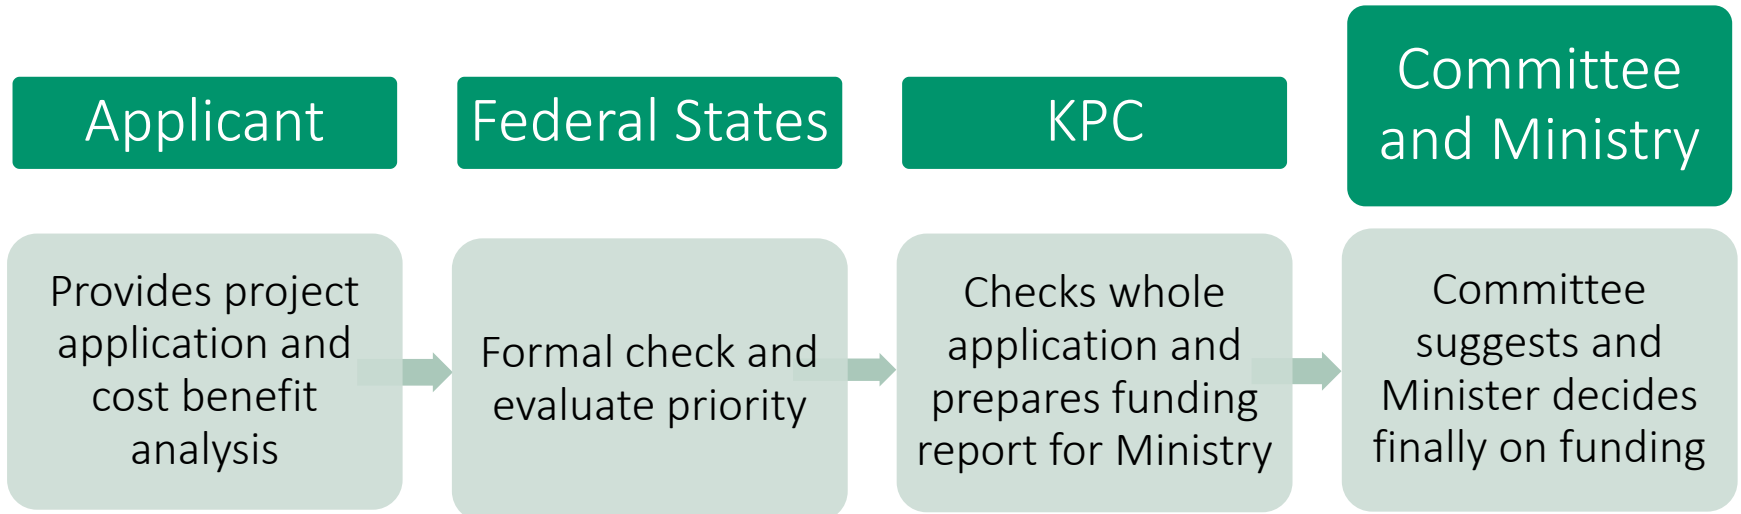 Applicant
Provides project
application and
cost benefit
analysis
Federal States
Formal check and
evaluate priority
KPC
Checks whole
application and
prepares funding
report for Ministry
Committee
and Ministry
Committee
suggests and
Minister decides
finally on funding